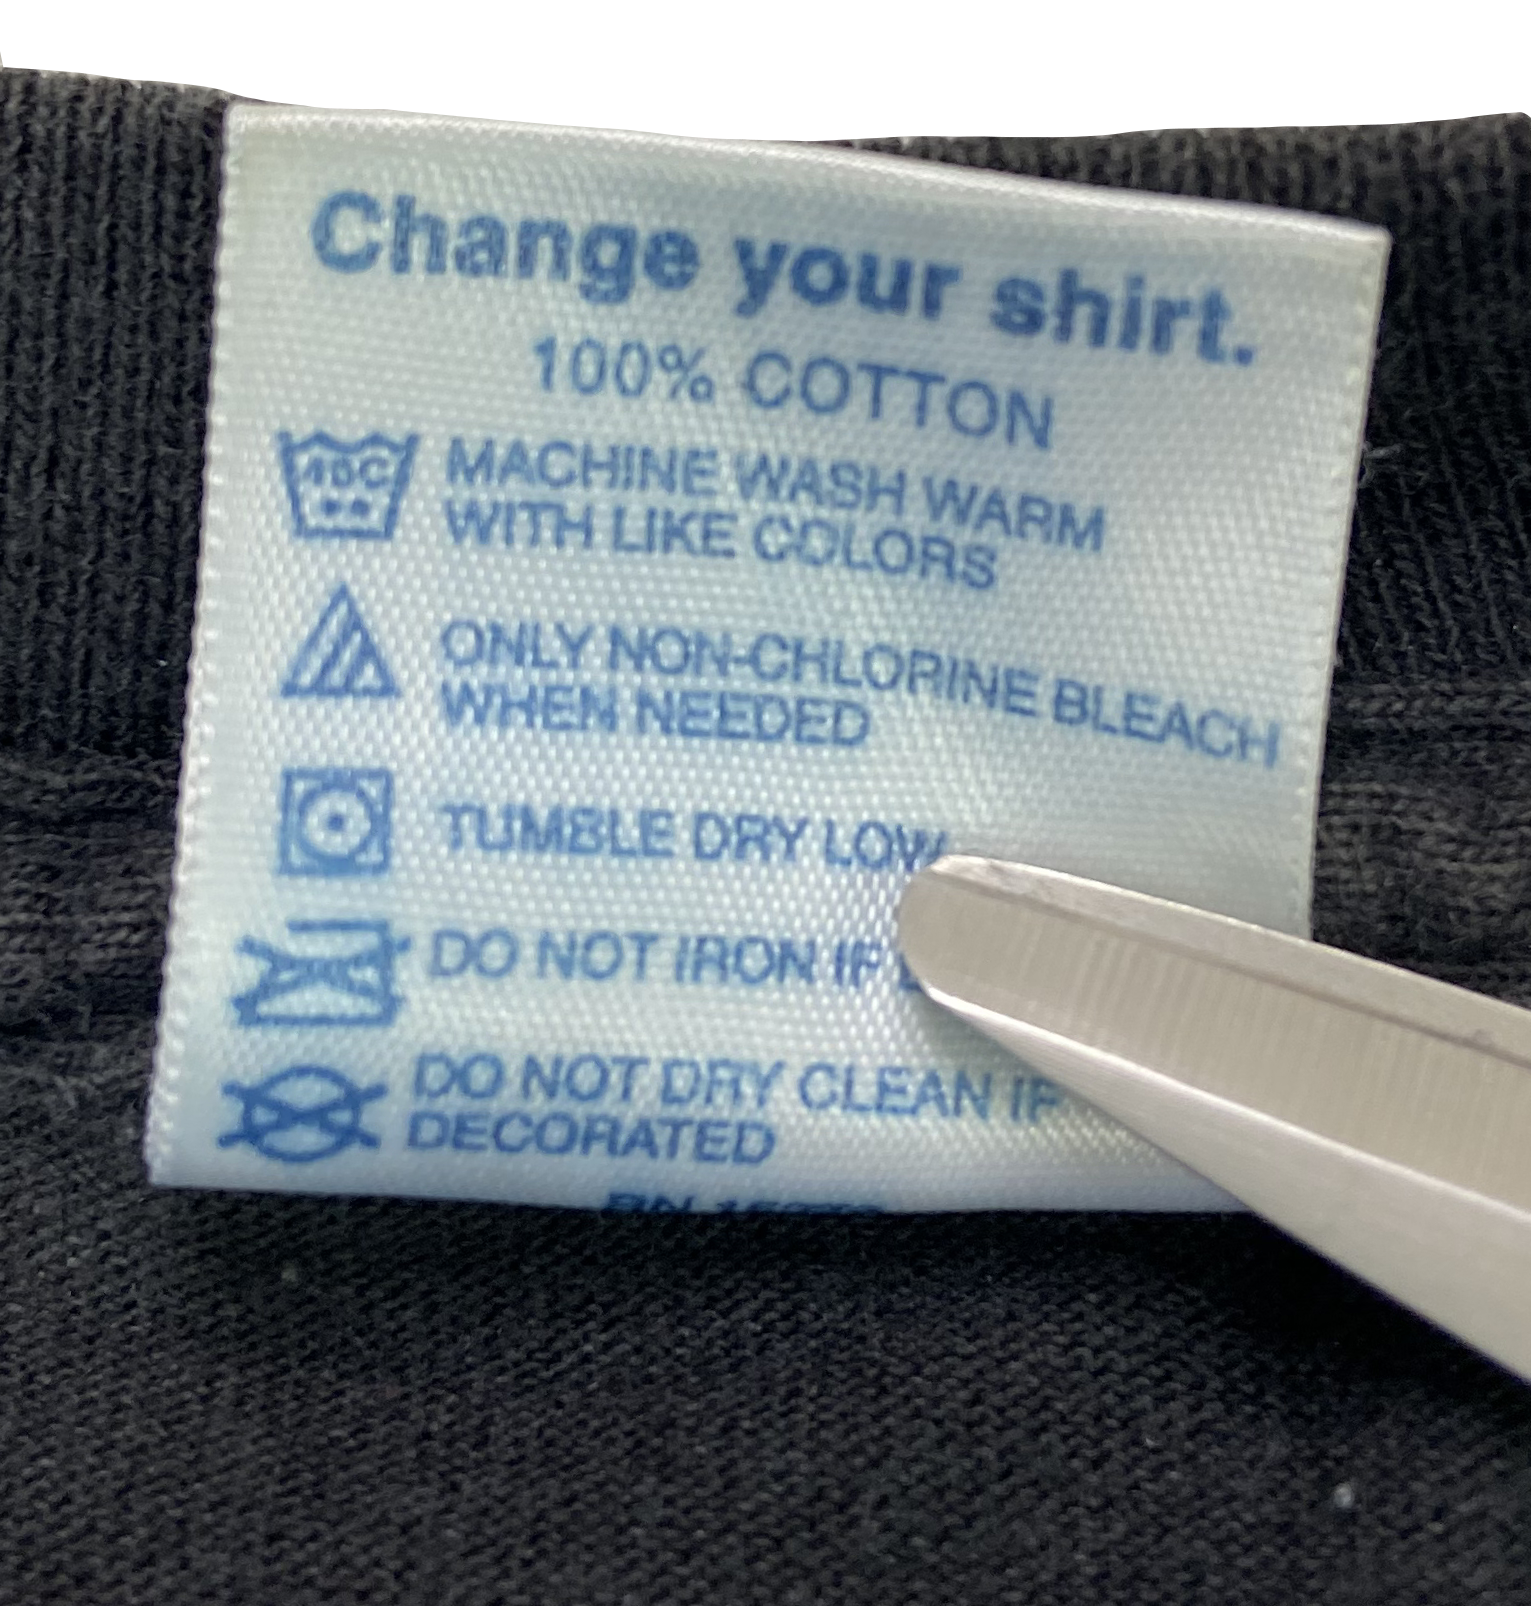 Change your shirt.
100% COTTON
40C
MACHINE WASH WARM
WITH LIKE COLORS
ONLY NON-CHLORINE BLEACH
WHEN NEEDED
TUMBLE DRY LOW
DO NOT IRON IF
DO NOT DRY CLEAN IF
DECORATED